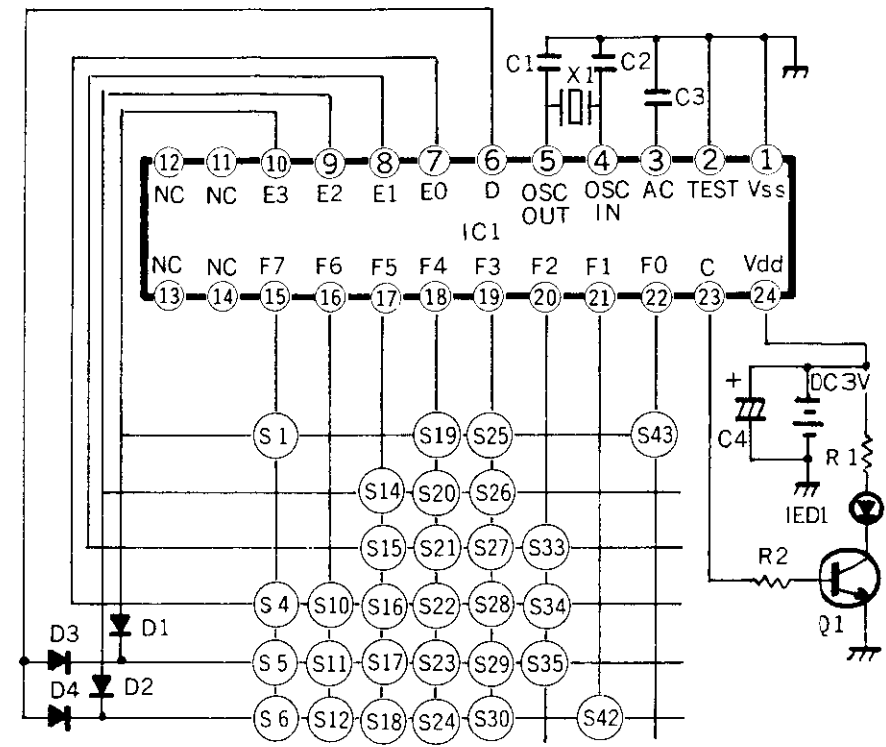 C1 X1 C2
C3
12 11 10 9 8 7 6 5 4 3 2 1
NC NC E3 E2 E1 E0 D OSC OUT OSC IN AC TEST Vss
IC1
NC NC F7 F6 F5 F4 F3 F2 F1 F0 C Vdd
13 14 15 16 17 18 19 20 21 22 23 24
+ DC3V
C4
R1
IED1
R2
Q1
S1 S19 S25 S43
S14 S20 S26
S15 S21 S27 S33
S4 S10 S16 S22 S28 S34
D3 D1
S5 S11 S17 S23 S29 S35
D4 D2
S6 S12 S18 S24 S30 S42